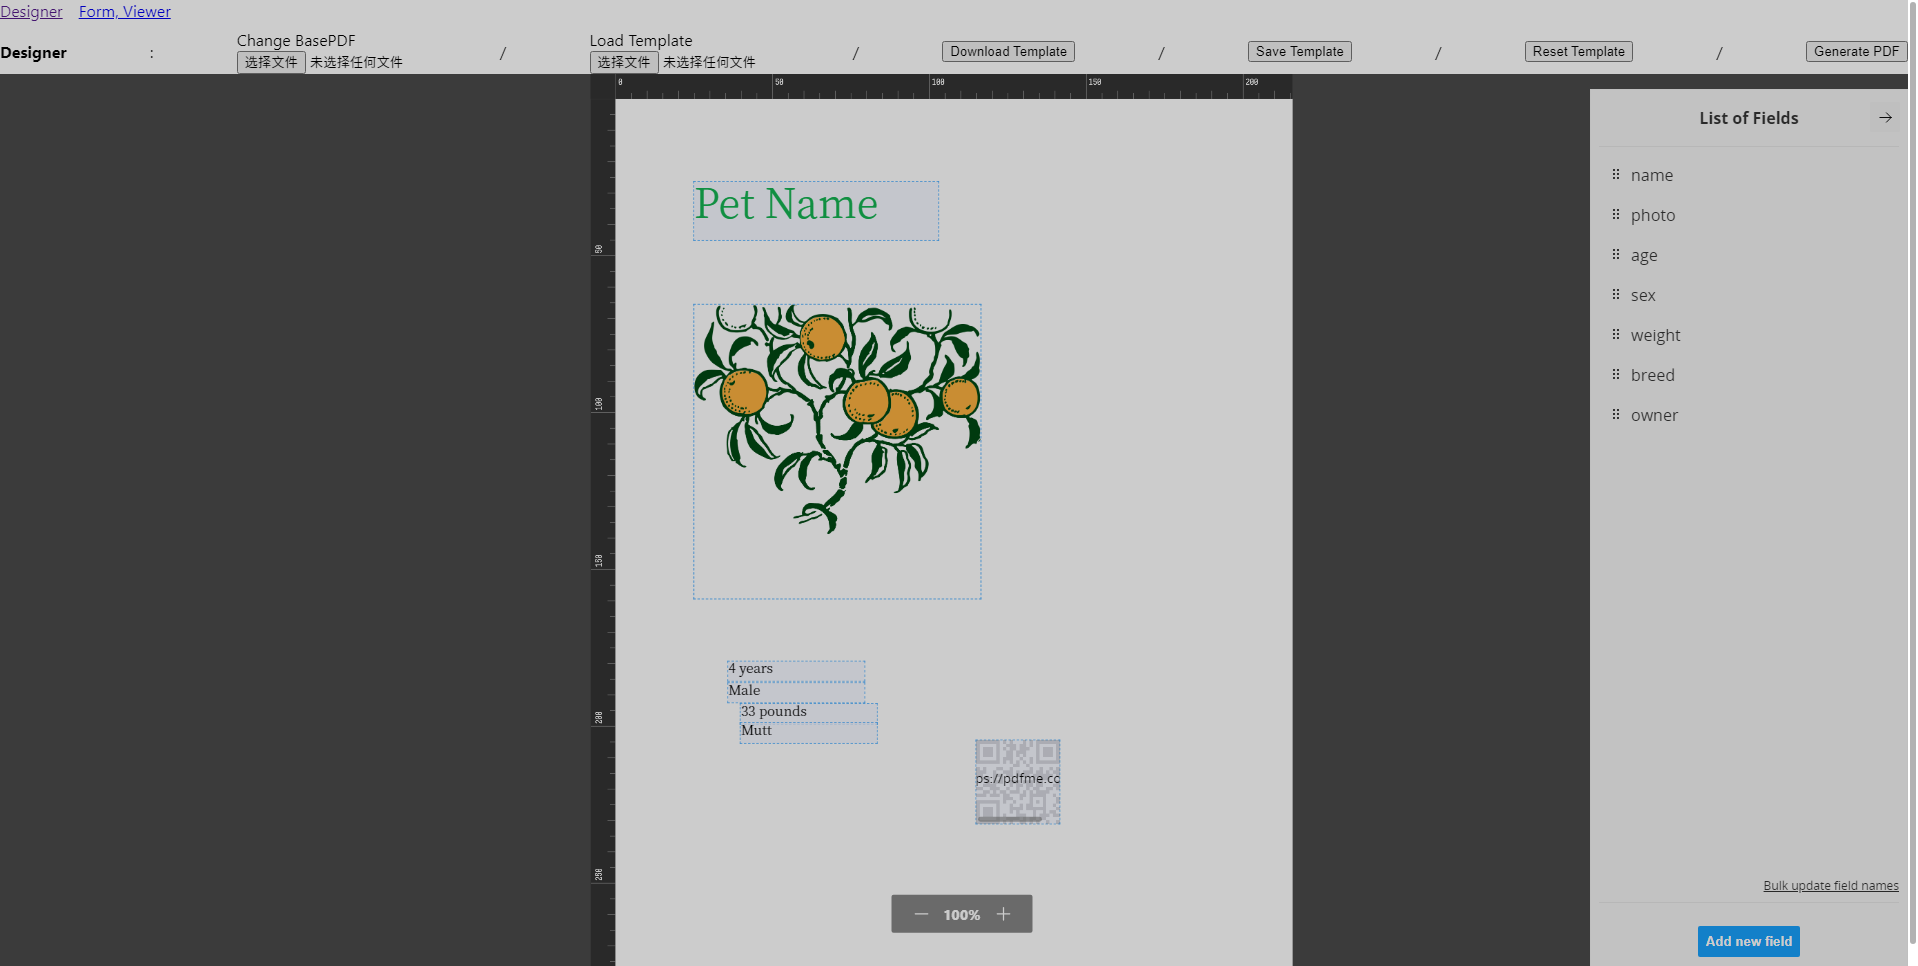 Designer Form, Viewer
Designer : Change BasePDF / Load Template / Download Template / Save Template / Reset Template / Generate PDF
选择文件 未选择任何文件 选择文件 未选择任何文件
0 50 100 150 200
List of Fields
name
photo
age
sex
weight
breed
owner
Pet Name
50
100
150
200
250
4 years
Male
33 pounds
Mutt
ps://pdfme.cc
100%
Bulk update field names
Add new field